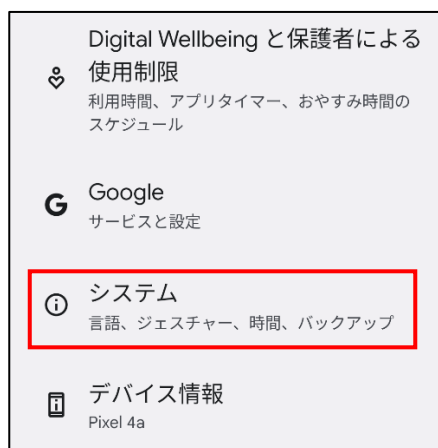 Digital Wellbeing と保護者による
使用制限
利用時間、アプリタイマー、おやすみ時間の
スケジュール
Google
サービスと設定
システム
言語、ジェスチャー、時間、バックアップ
デバイス情報
Pixel 4a